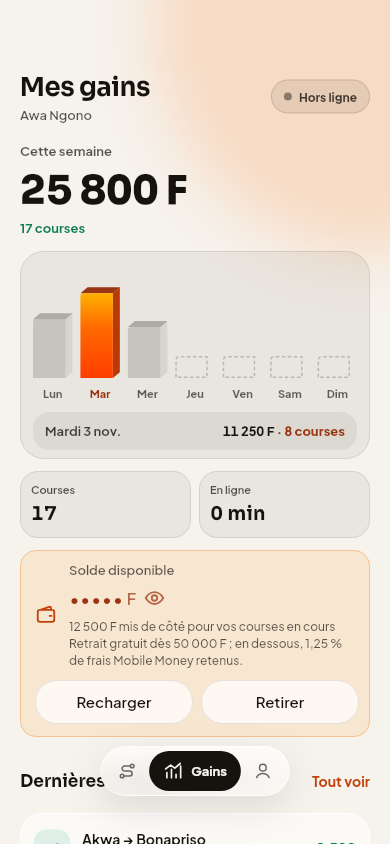 Mes gains
Awa Ngono
Hors ligne
Cette semaine
25 800 F
17 courses
Lun Mar Mer Jeu Ven Sam Dim
Mardi 3 nov. 11 250 F · 8 courses
Courses
17
En ligne
0 min
Solde disponible
••••• F
12 500 F mis de côté pour vos courses en cours
Retrait gratuit dès 50 000 F ; en dessous, 1,25 %
de frais Mobile Money retenus.
Recharger
Retirer
Gains
Dernières
Tout voir
Akwa → Bonapriso